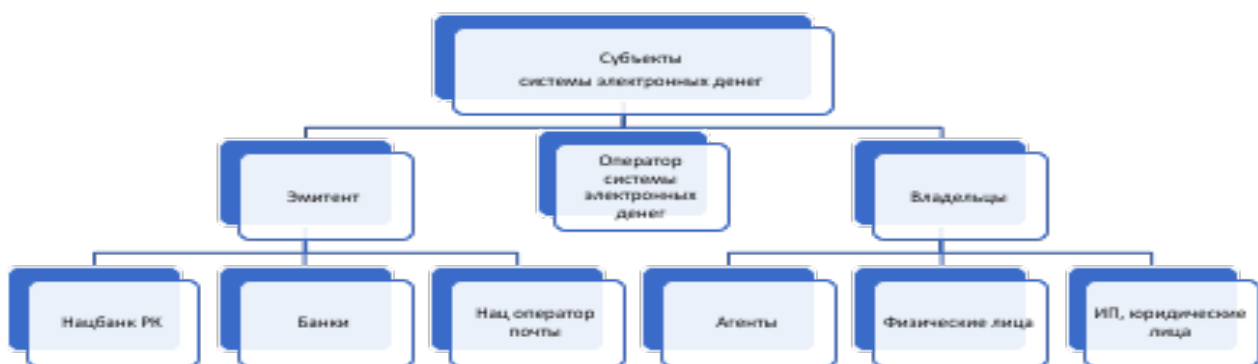 Субъекты
системы электронных денег
Эмитент
Оператор
системы
электронных
денег
Владельцы
Нацбанк РК
Банки
Нац оператор
почты
Агенты
Физические лица
ИП, юридические
лица